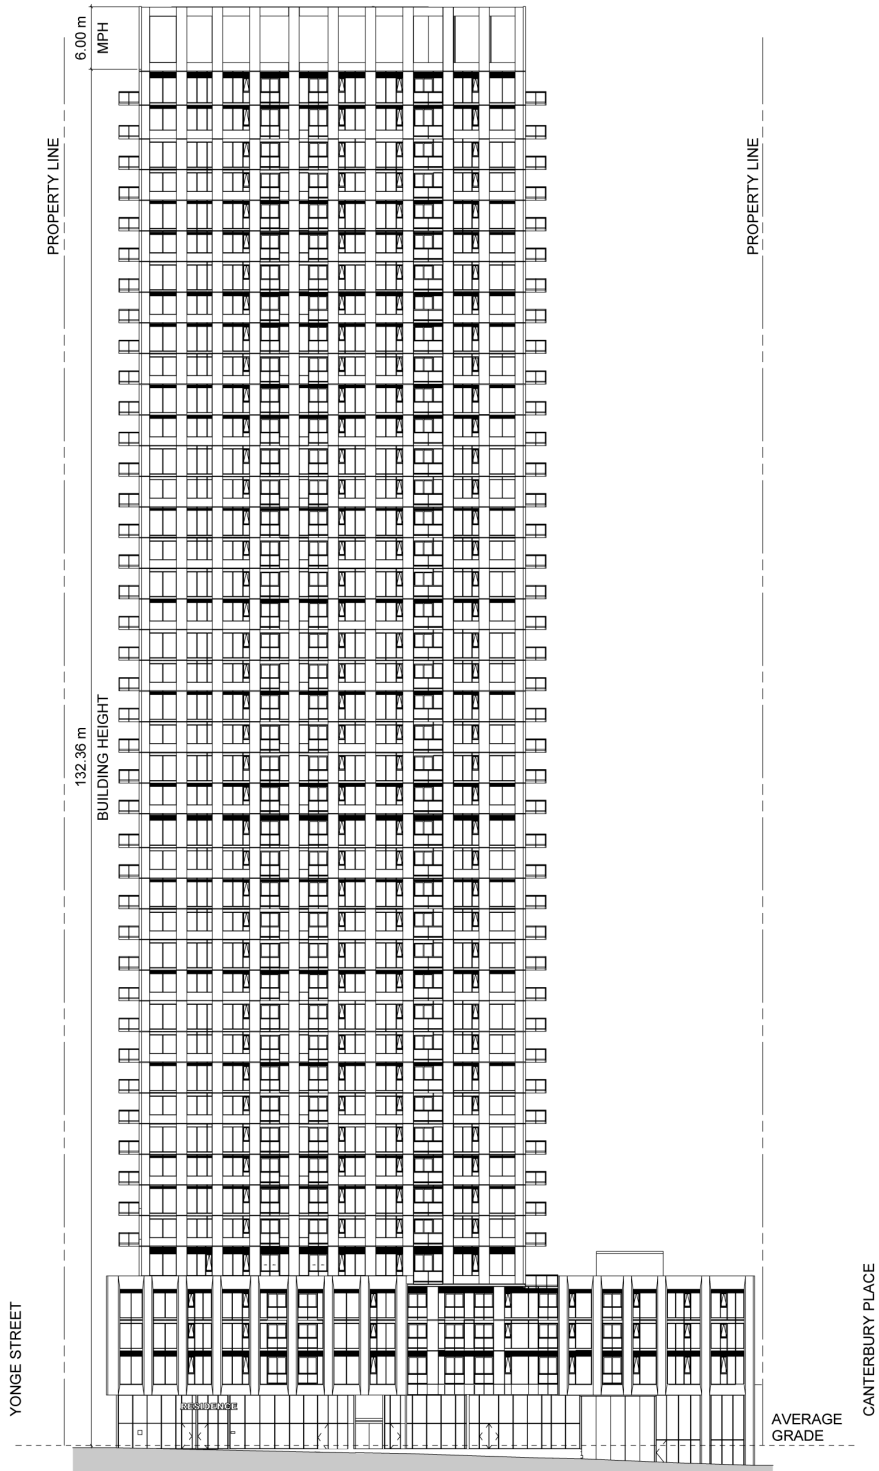 6.00 m
MPH
PROPERTY LINE
PROPERTY LINE
132.36 m
BUILDING HEIGHT
YONGE STREET
CANTERBURY PLACE
RESIDENCE
AVERAGE
GRADE